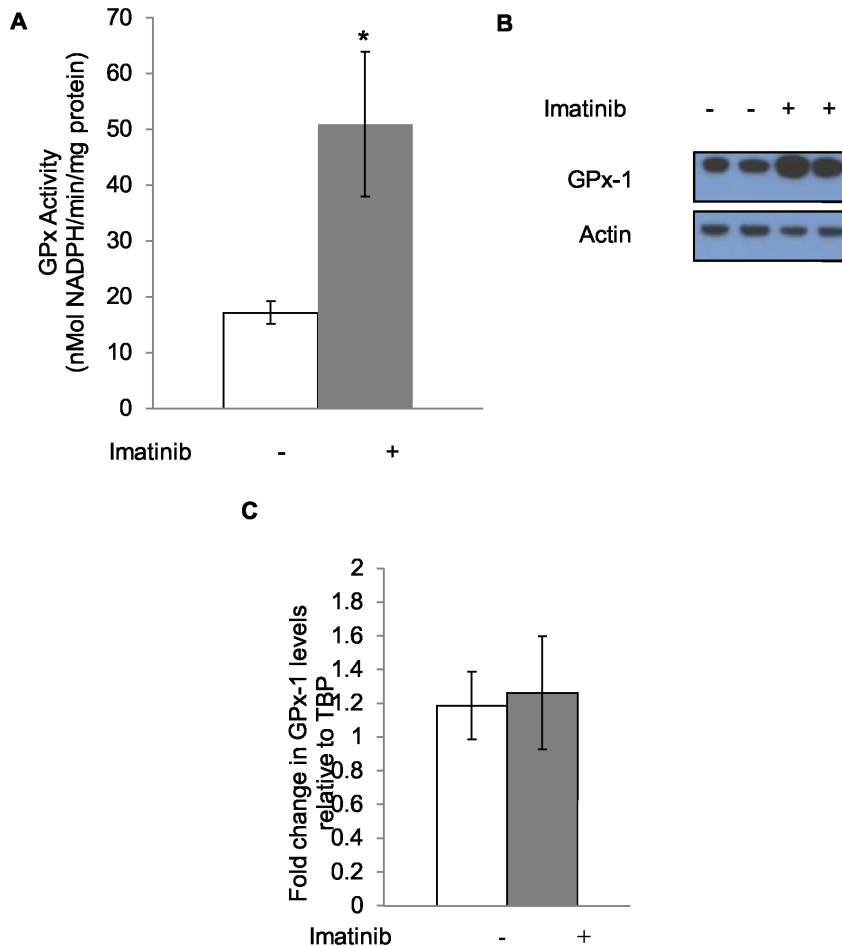 A
GPx Activity
(nMol NADPH/min/mg protein)
70
60
50
40
30
20
10
0
*
Imatinib - +
B
Imatinib - - + +
GPx-1
Actin
C
Fold change in GPx-1 levels
relative to TBP
2
1.8
1.6
1.4
1.2
1
0.8
0.6
0.4
0.2
0
Imatinib - +